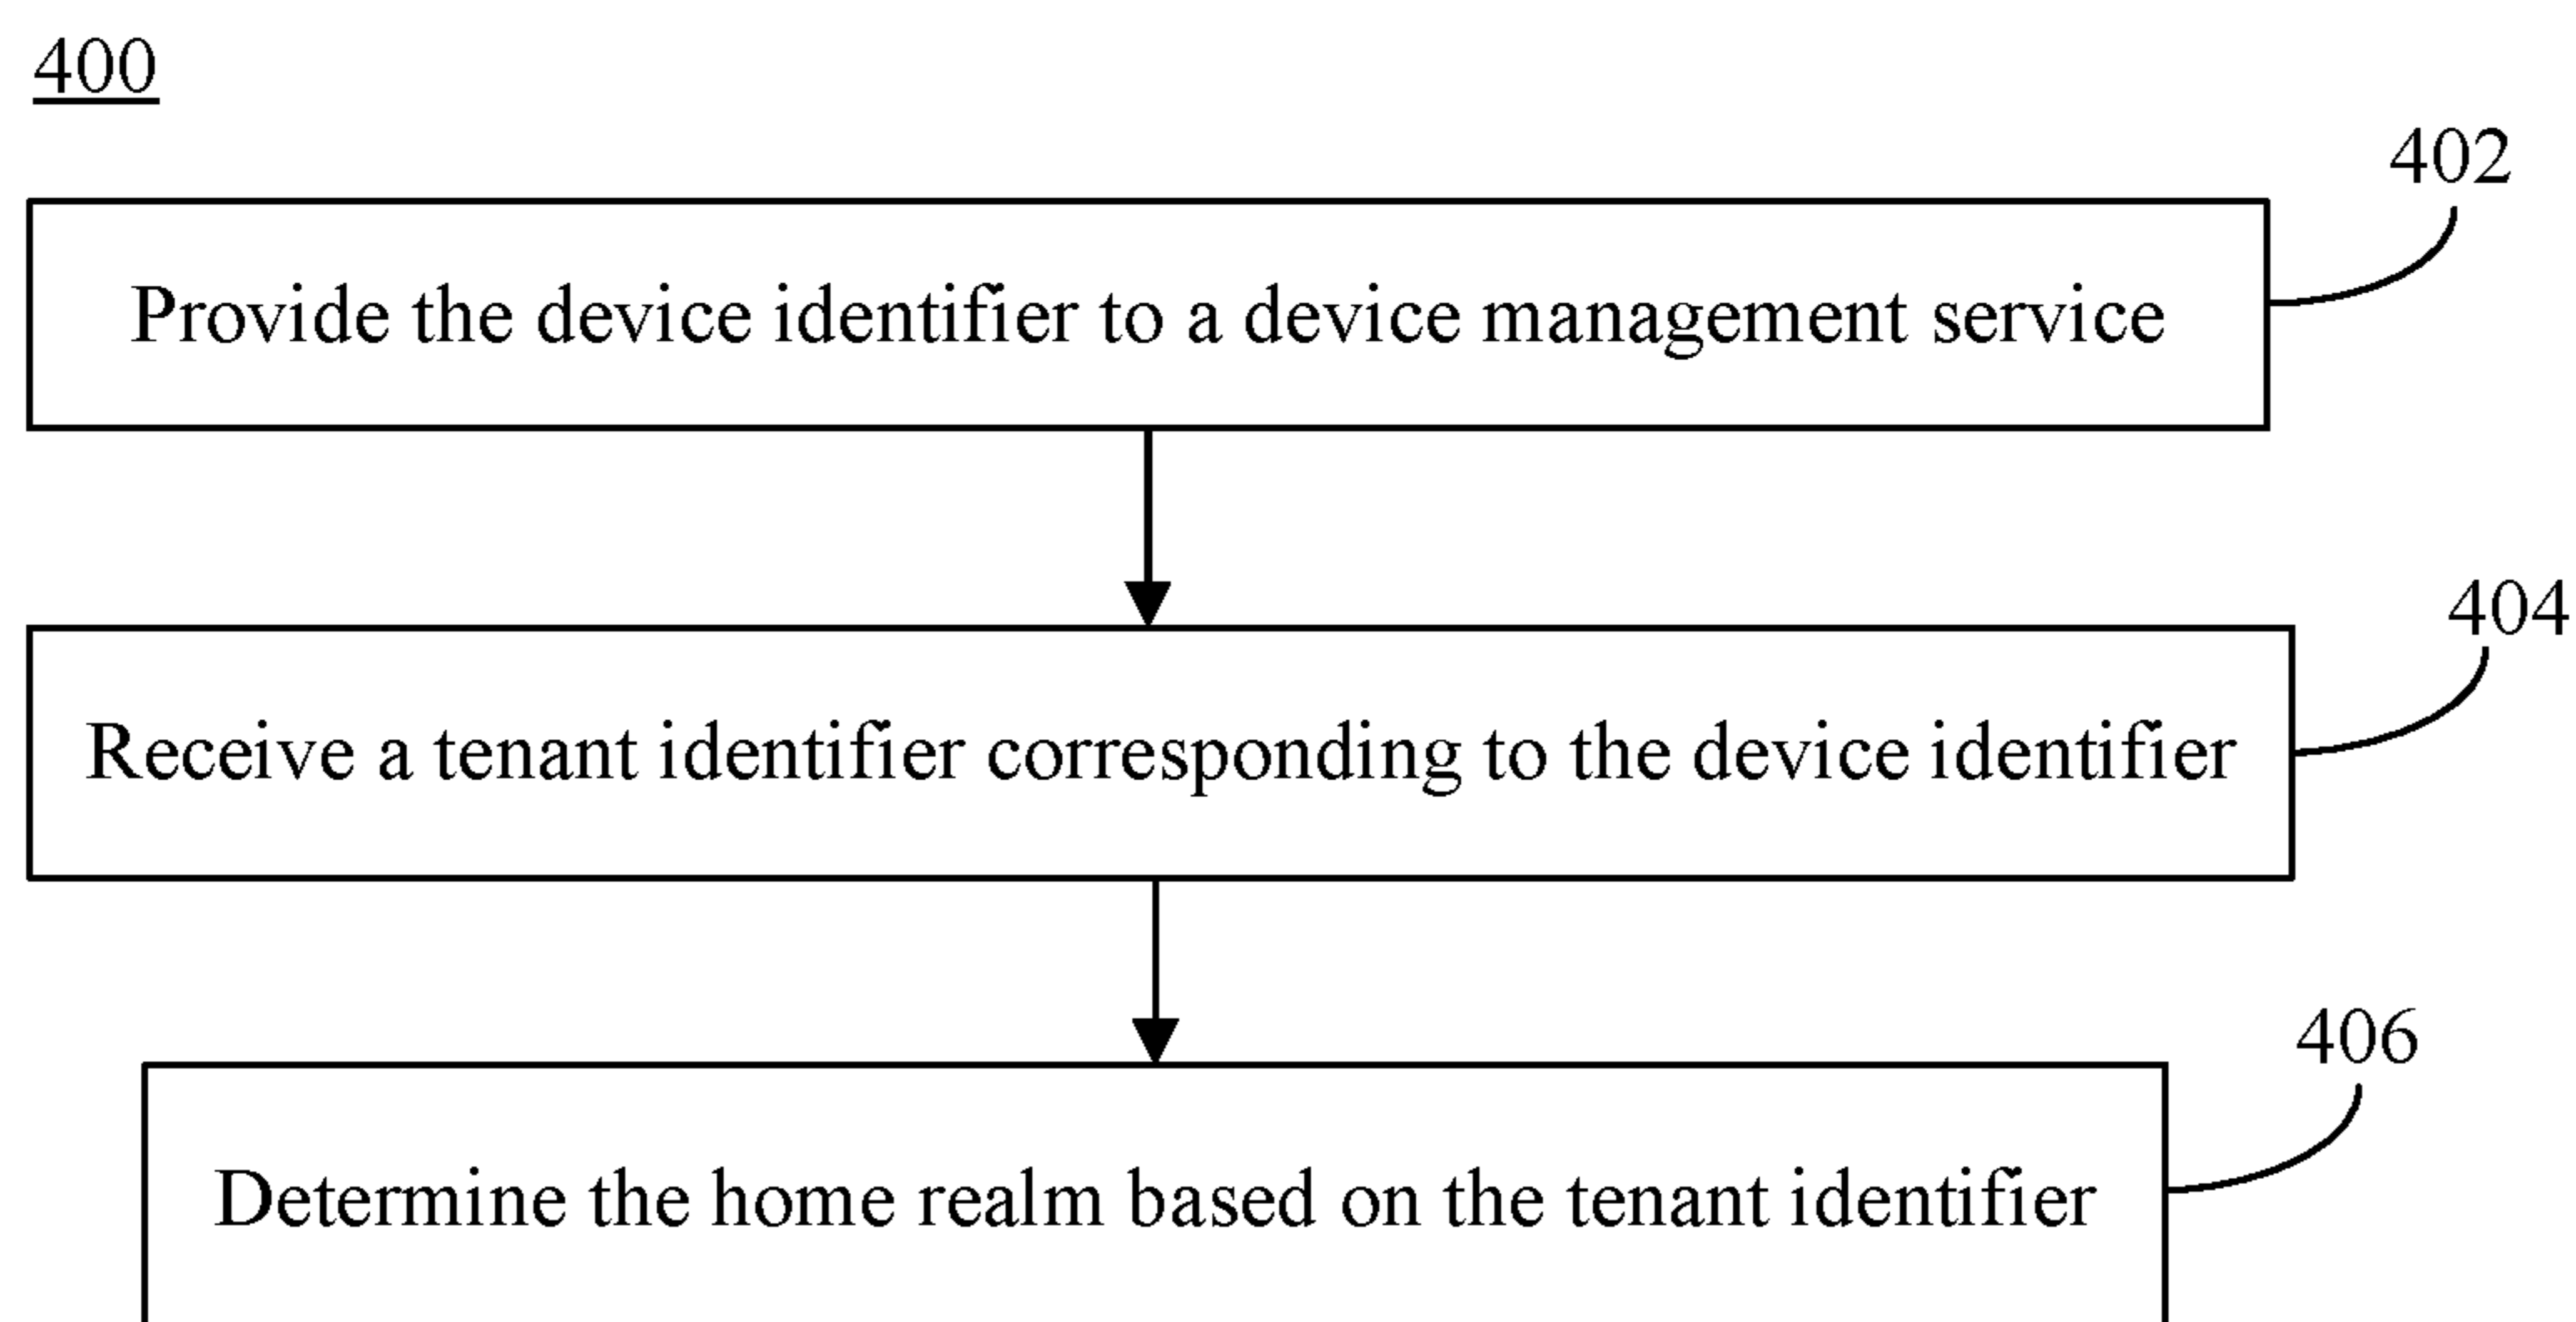 400
402
Provide the device identifier to a device management service
404
Receive a tenant identifier corresponding to the device identifier
406
Determine the home realm based on the tenant identifier